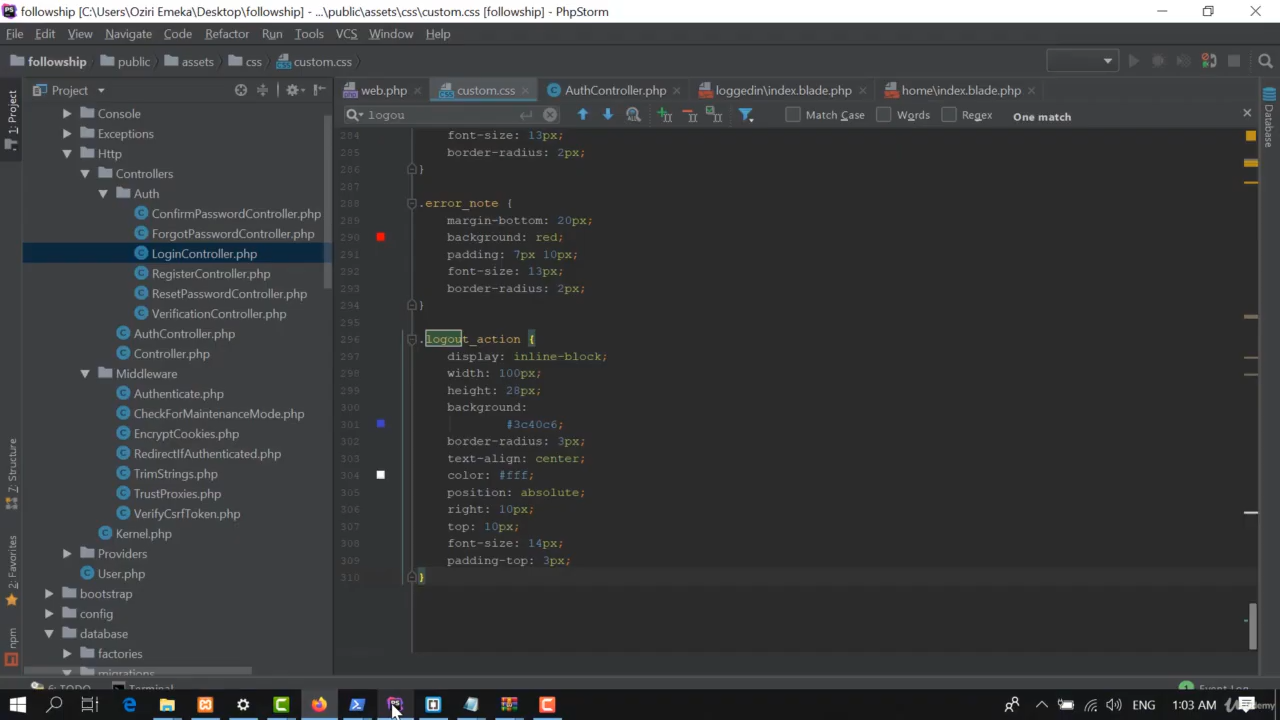 PS followship [C:\Users\Oziri Emeka\Desktop\followship] - ...\public\assets\css\custom.css [followship] - PhpStorm
File Edit View Navigate Code Refactor Run Tools VCS Window Help
followship public assets css custom.css
Project web.php custom.css AuthController.php loggedin\index.blade.php home\index.blade.php
logou Match Case Words Regex One match
Console
Exceptions
Http
Controllers
Auth
ConfirmPasswordController.php
ForgotPasswordController.php
LoginController.php
RegisterController.php
ResetPasswordController.php
VerificationController.php
AuthController.php
Controller.php
Middleware
Authenticate.php
CheckForMaintenanceMode.php
EncryptCookies.php
RedirectIfAuthenticated.php
TrimStrings.php
TrustProxies.php
VerifyCsrfToken.php
Kernel.php
Providers
User.php
bootstrap
config
database
factories
migrations
284 font-size: 13px;
285 border-radius: 2px;
286 }
287
288 .error_note {
289 margin-bottom: 20px;
290 background: red;
291 padding: 7px 10px;
292 font-size: 13px;
293 border-radius: 2px;
294 }
295
296 .logout_action {
297 display: inline-block;
298 width: 100px;
299 height: 28px;
300 background:
301 #3c40c6;
302 border-radius: 3px;
303 text-align: center;
304 color: #fff;
305 position: absolute;
306 right: 10px;
307 top: 10px;
308 font-size: 14px;
309 padding-top: 3px;
310 }
1: Project
7: Structure
2: Favorites
npm
Database
6: TODO Terminal Event Log
ENG 1:03 AM
Udemy